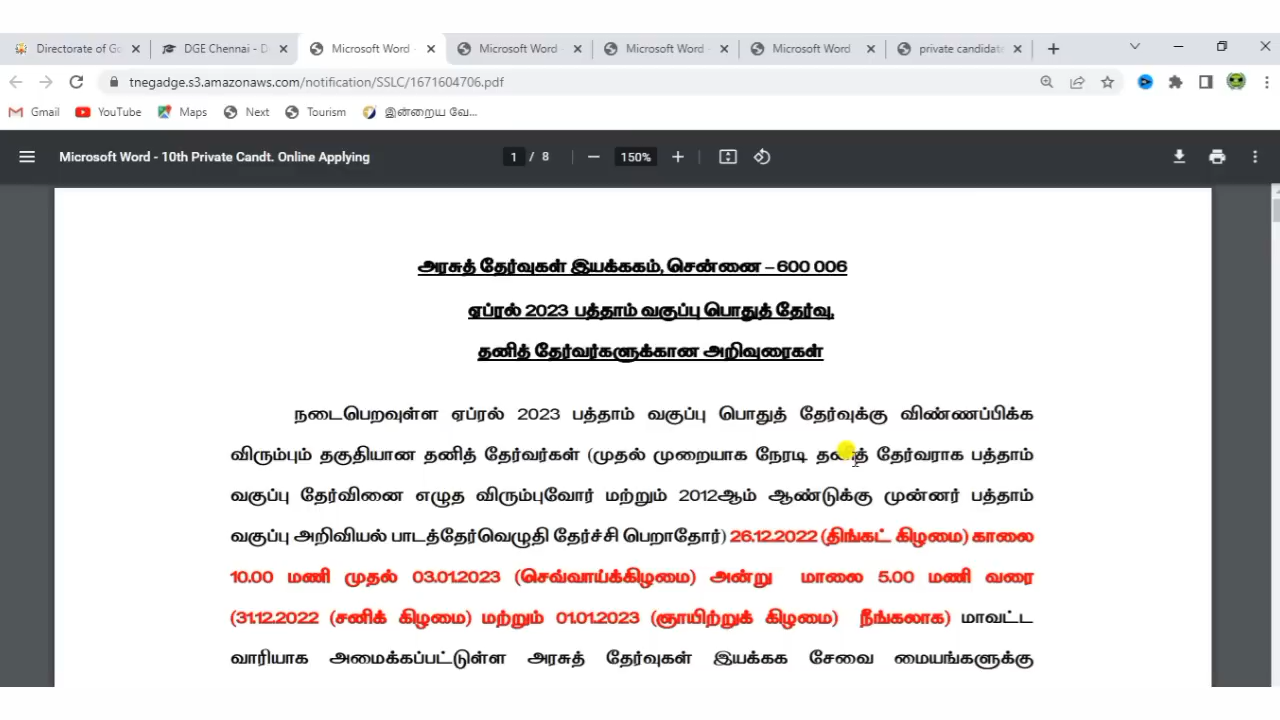 Directorate of Go
DGE Chennai - D
Microsoft Word -
Microsoft Word -
Microsoft Word -
Microsoft Word
private candidat
tnegadge.s3.amazonaws.com/notification/SSLC/1671604706.pdf
Gmail YouTube Maps Next Tourism இன்றைய வே...
Microsoft Word - 10th Private Candt. Online Applying 1 / 8 150%
அரசுத் தேர்வுகள் இயக்ககம், சென்னை – 600 006
ஏப்ரல் 2023 பத்தாம் வகுப்பு பொதுத் தேர்வு,
தனித் தேர்வர்களுக்கான அறிவுரைகள்
நடைபெறவுள்ள ஏப்ரல் 2023 பத்தாம் வகுப்பு பொதுத் தேர்வுக்கு விண்ணப்பிக்க
விரும்பும் தகுதியான தனித் தேர்வர்கள் (முதல் முறையாக நேரடி தனித் தேர்வராக பத்தாம்
வகுப்பு தேர்வினை எழுத விரும்புவோர் மற்றும் 2012ஆம் ஆண்டுக்கு முன்னர் பத்தாம்
வகுப்பு அறிவியல் பாடத்தேர்வெழுதி தேர்ச்சி பெறாதோர்) 26.12.2022 (திங்கட் கிழமை) காலை
10.00 மணி முதல் 03.01.2023 (செவ்வாய்க்கிழமை) அன்று மாலை 5.00 மணி வரை
(31.12.2022 (சனிக் கிழமை) மற்றும் 01.01.2023 (ஞாயிற்றுக் கிழமை) நீங்கலாக) மாவட்ட
வாரியாக அமைக்கப்பட்டுள்ள அரசுத் தேர்வுகள் இயக்கக சேவை மையங்களுக்கு